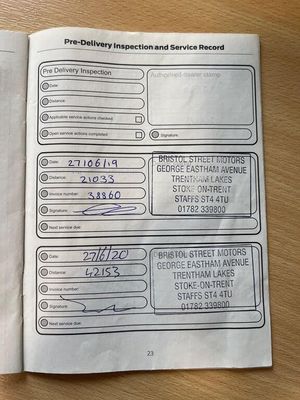 Pre-Delivery Inspection and Service Record
Pre Delivery Inspection
Authorised dealer stamp
Date:
Distance:
Applicable service actions checked
Open service actions completed
Signature:
Date: 27/06/19
Distance: 21033
Invoice number: 38860
Signature:
Next service due:
BRISTOL STREET MOTORS
GEORGE EASTHAM AVENUE
TRENTHAM LAKES
STOKE-ON-TRENT
STAFFS ST4 4TU
01782 339800
Date: 27/6/20
Distance: 42153
Invoice number:
Signature:
Next service due:
BRISTOL STREET MOTORS
GEORGE EASTHAM AVENUE
TRENTHAM LAKES
STOKE-ON-TRENT
STAFFS ST4 4TU
01782 339800
23